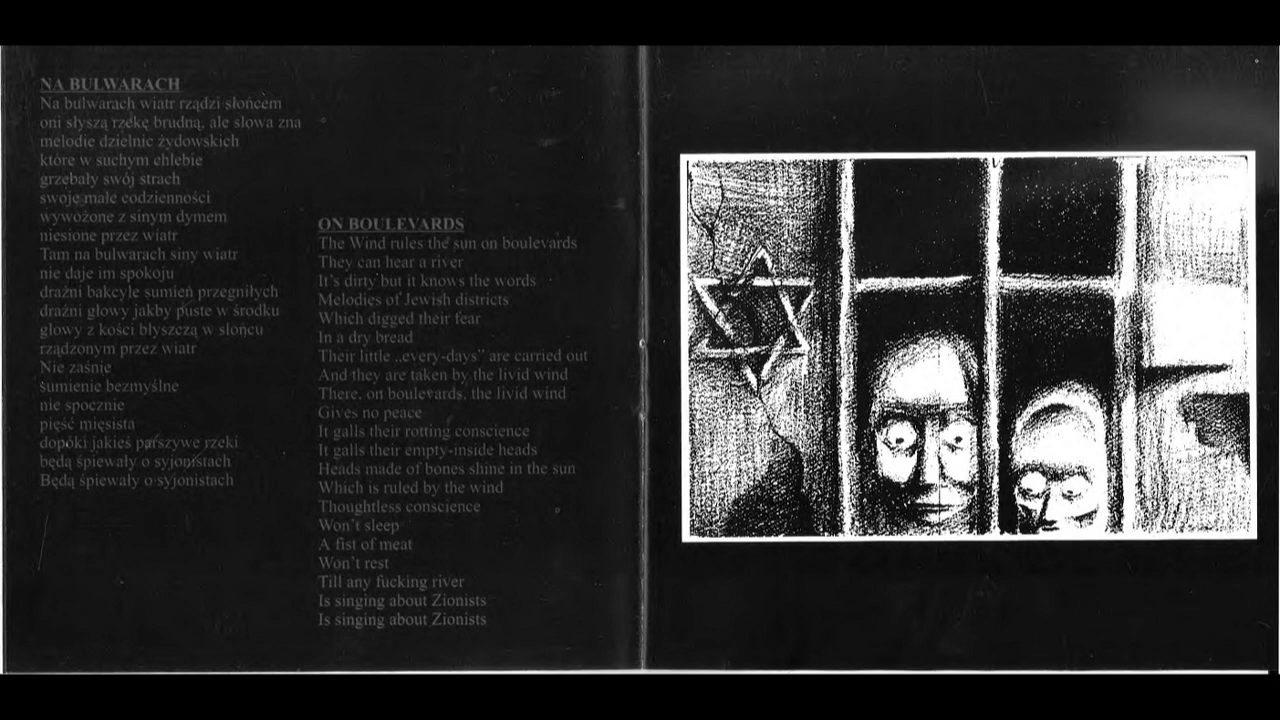 NA BULWARACH
Na bulwarach wiatr rządzi słońcem
oni słyszą rzekę brudną, ale słowa zna
melodie dzielnic żydowskich
które w suchym chlebie
grzebały swój strach
swoje małe codzienności
wywożone z sinym dymem
niesione przez wiatr
Tam na bulwarach siny wiatr
nie daje im spokoju
drażni bakcyle sumień przegniłych
drażni głowy jakby puste w środku
głowy z kości błyszczą w słońcu
rządzonym przez wiatr
Nie zaśnie
sumienie bezmyślne
nie spocznie
pięść mięsista
dopóki jakieś parszywe rzeki
będą śpiewały o syjonistach
Będą śpiewały o syjonistach
ON BOULEVARDS
The Wind rules the sun on boulevards
They can hear a river
It's dirty but it knows the words
Melodies of Jewish districts
Which digged their fear
In a dry bread
Their little „every-days” are carried out
And they are taken by the livid wind
There, on boulevards, the livid wind
Gives no peace
It galls their rotting conscience
It galls their empty-inside heads
Heads made of bones shine in the sun
Which is ruled by the wind
Thoughtless conscience
Won't sleep
A fist of meat
Won't rest
Till any fucking river
Is singing about Zionists
Is singing about Zionists